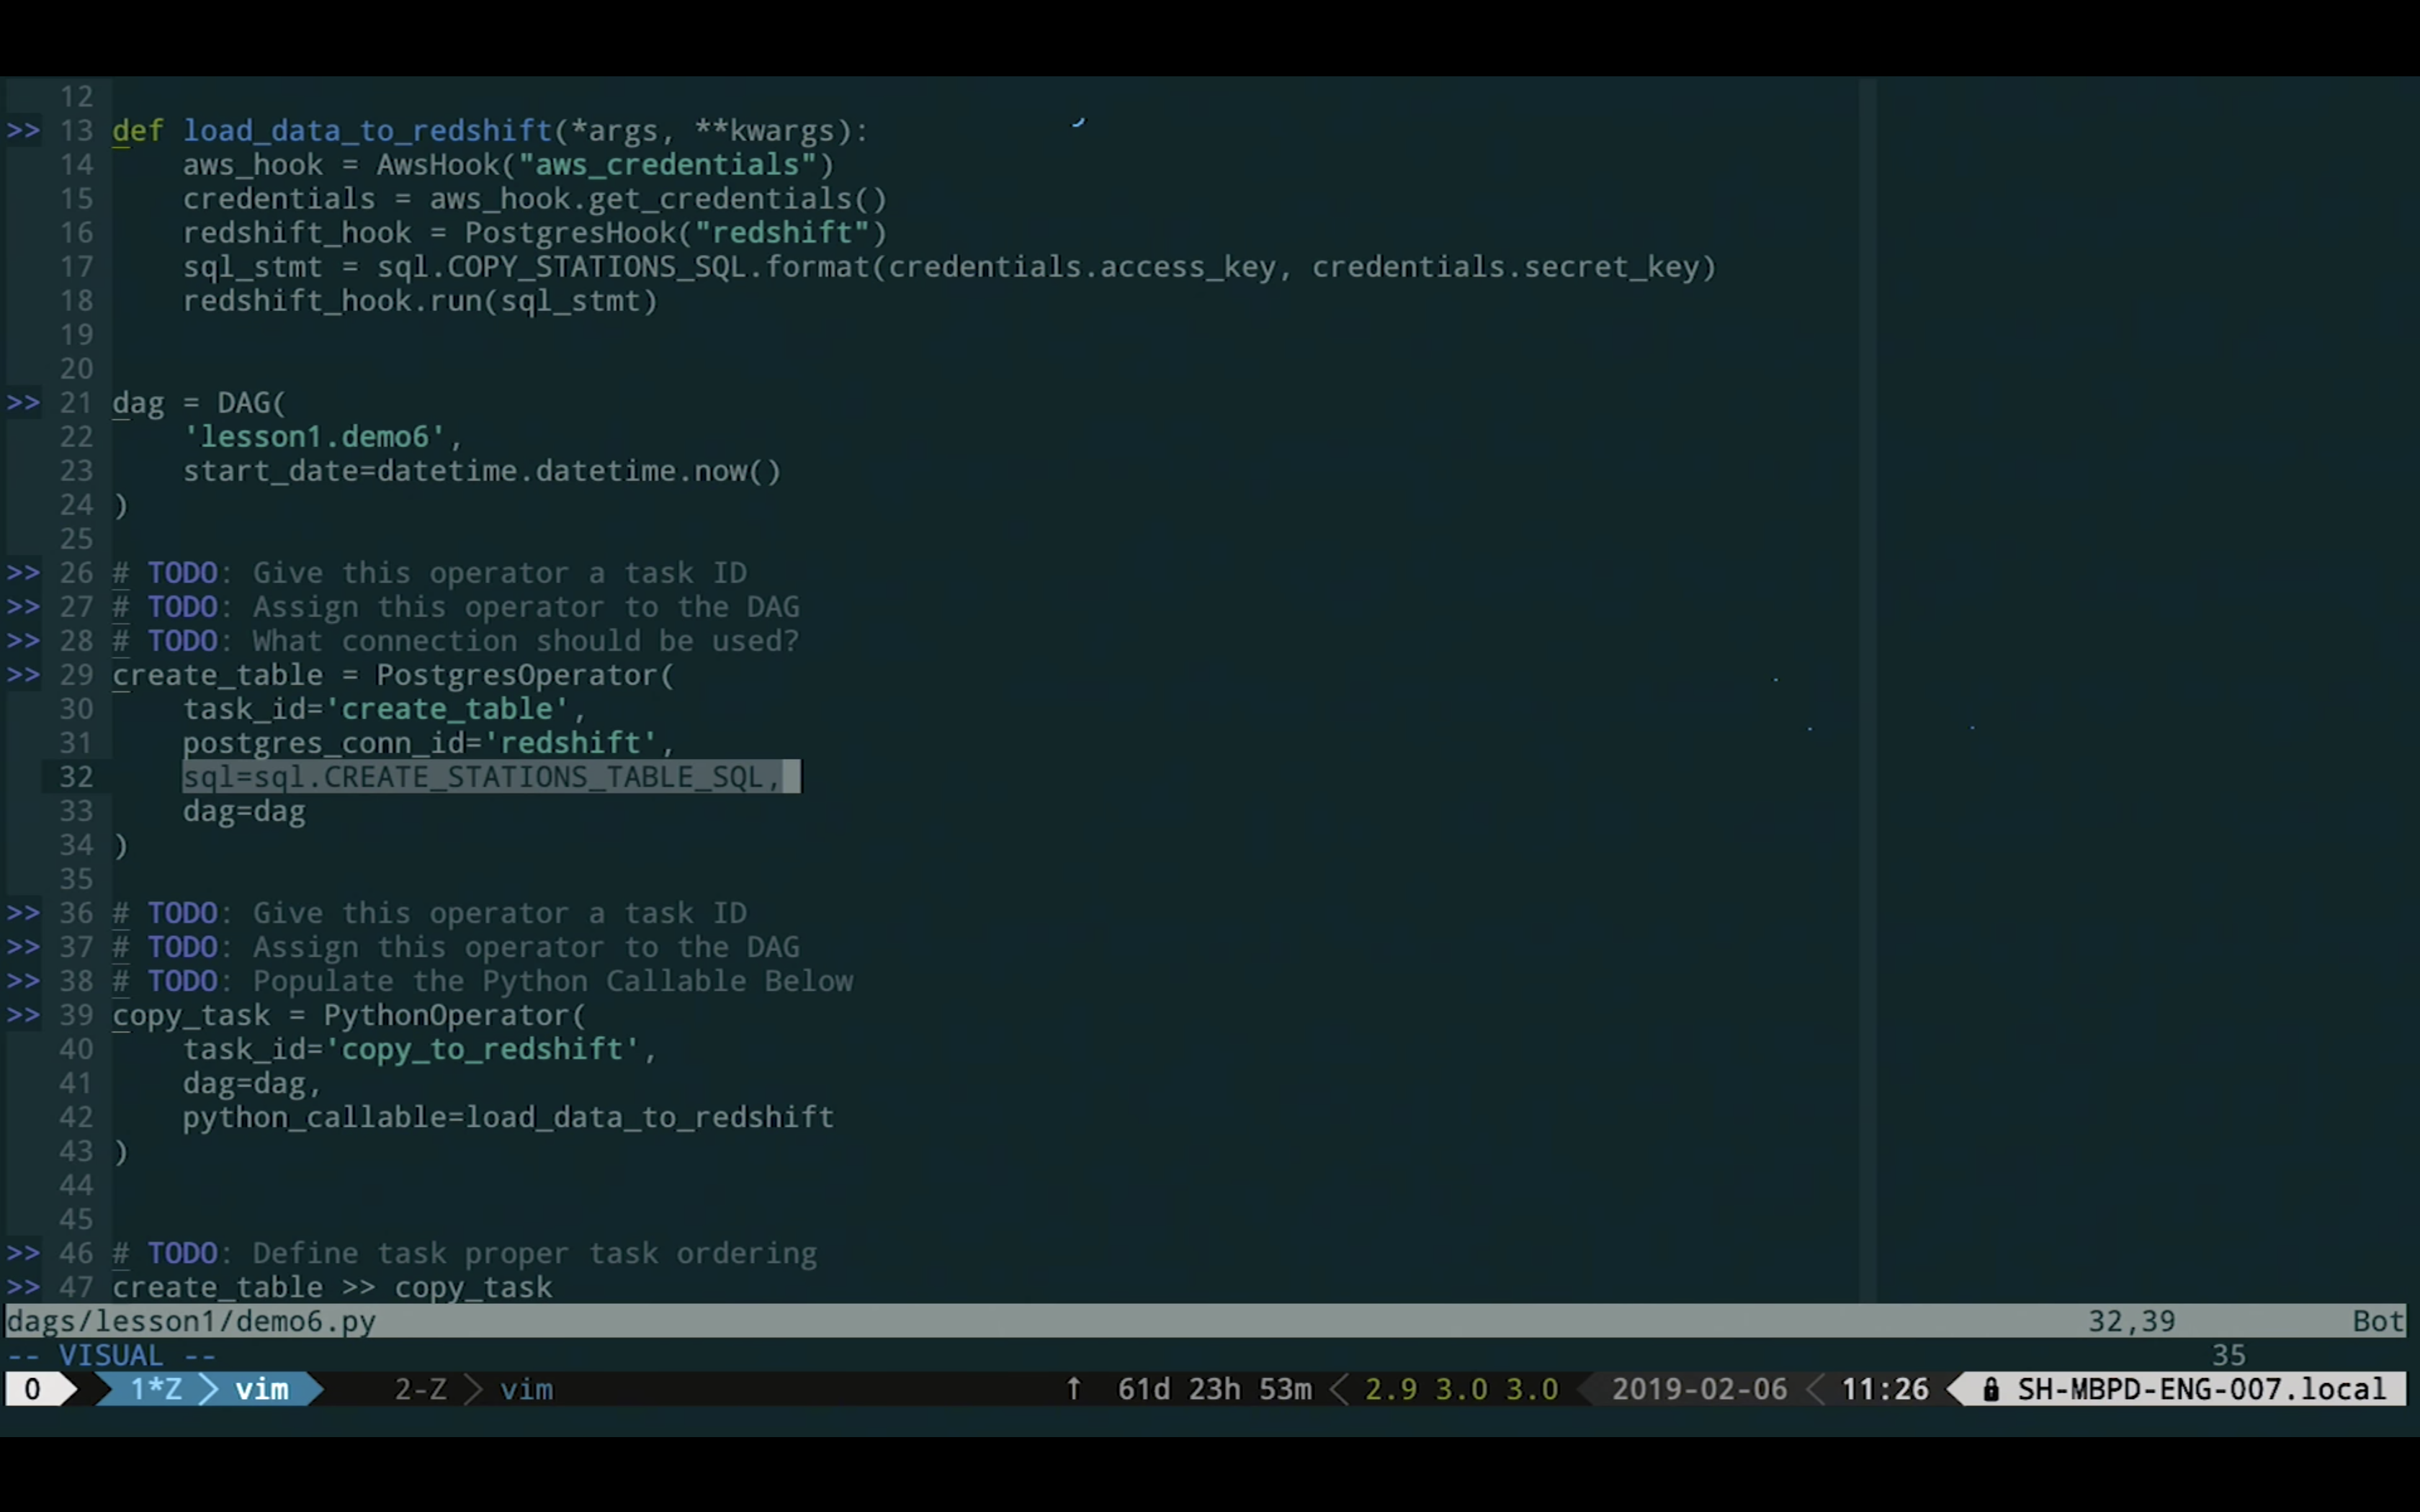 12
>> 13 def load_data_to_redshift(*args, **kwargs):
14     aws_hook = AwsHook("aws_credentials")
15     credentials = aws_hook.get_credentials()
16     redshift_hook = PostgresHook("redshift")
17     sql_stmt = sql.COPY_STATIONS_SQL.format(credentials.access_key, credentials.secret_key)
18     redshift_hook.run(sql_stmt)
19
20
>> 21 dag = DAG(
22     'lesson1.demo6',
23     start_date=datetime.datetime.now()
24 )
25
>> 26 # TODO: Give this operator a task ID
>> 27 # TODO: Assign this operator to the DAG
>> 28 # TODO: What connection should be used?
>> 29 create_table = PostgresOperator(
30     task_id='create_table',
31     postgres_conn_id='redshift',
32     sql=sql.CREATE_STATIONS_TABLE_SQL,
33     dag=dag
34 )
35
>> 36 # TODO: Give this operator a task ID
>> 37 # TODO: Assign this operator to the DAG
>> 38 # TODO: Populate the Python Callable Below
>> 39 copy_task = PythonOperator(
40     task_id='copy_to_redshift',
41     dag=dag,
42     python_callable=load_data_to_redshift
43 )
44
45
>> 46 # TODO: Define task proper task ordering
>> 47 create_table >> copy_task
dags/lesson1/demo6.py 32,39 Bot
-- VISUAL -- 35
0 1*Z vim 2-Z vim ↑ 61d 23h 53m 2.9 3.0 3.0 2019-02-06 11:26 SH-MBPD-ENG-007.local